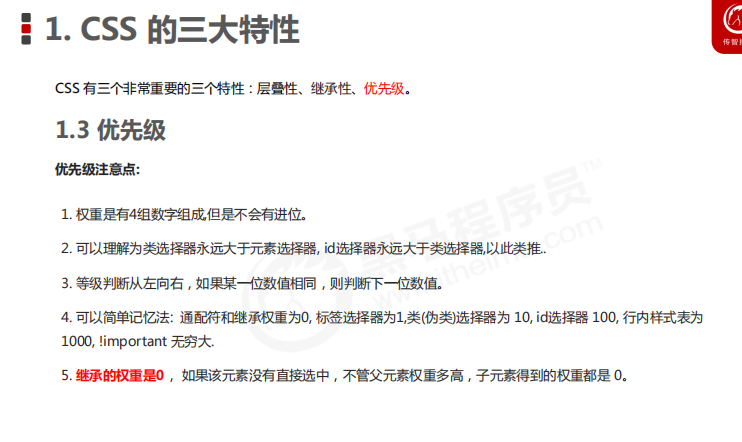 1. CSS 的三大特性
传智播
CSS 有三个非常重要的三个特性：层叠性、继承性、优先级。
1.3 优先级
优先级注意点:
1. 权重是有4组数字组成,但是不会有进位。
2. 可以理解为类选择器永远大于元素选择器, id选择器永远大于类选择器,以此类推..
3. 等级判断从左向右，如果某一位数值相同，则判断下一位数值。
4. 可以简单记忆法: 通配符和继承权重为0, 标签选择器为1,类(伪类)选择器为 10, id选择器 100, 行内样式表为
1000, !important 无穷大.
5. 继承的权重是0 ， 如果该元素没有直接选中，不管父元素权重多高，子元素得到的权重都是 0。
黑马程序员™
www.itheima.com